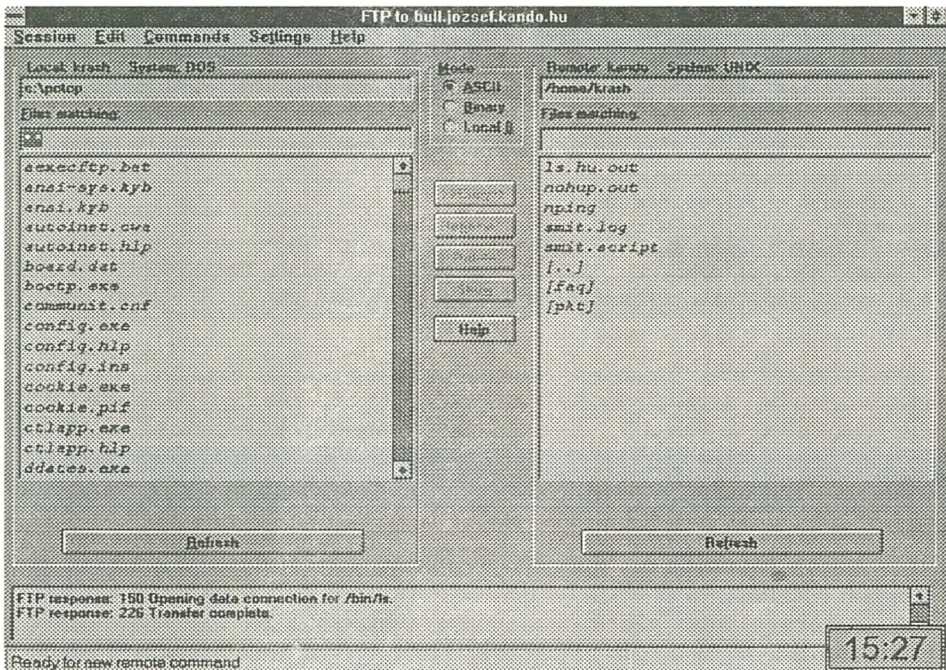 FTP to bull.jozsef.kando.hu
Session Edit Commands Settings Help
Local: krash System: DOS
c:\pctcp
Files matching:
*.*
aexecftp.bat
ansi-sys.kyb
ansi.kyb
autoinet.cwa
autoinet.hlp
board.dat
bootp.exe
communit.cnf
config.exe
config.hlp
config.ins
cookie.exe
cookie.pif
ctlapp.exe
ctlapp.hlp
ddates.exe
Refresh
Mode
ASCII
Binary
Local 8
Help
Remote: kando System: UNIX
/home/krash
Files matching:
ls.hu.out
nohup.out
nping
smit.log
smit.script
[..]
[faq]
[pkt]
Refresh
FTP response: 150 Opening data connection for /bin/ls.
FTP response: 226 Transfer complete.
Ready for new remote command
15:27